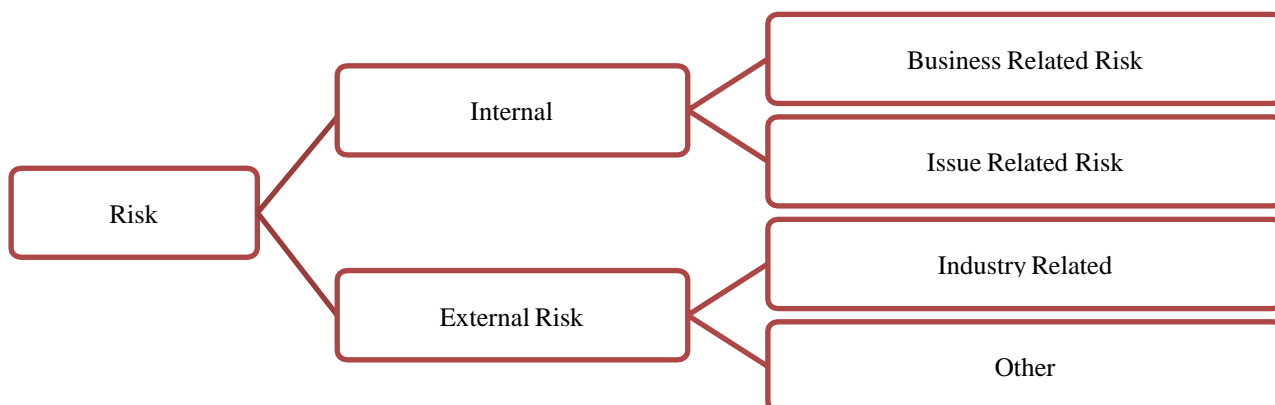 Business Related Risk
Internal
Issue Related Risk
Risk
Industry Related
External Risk
Other